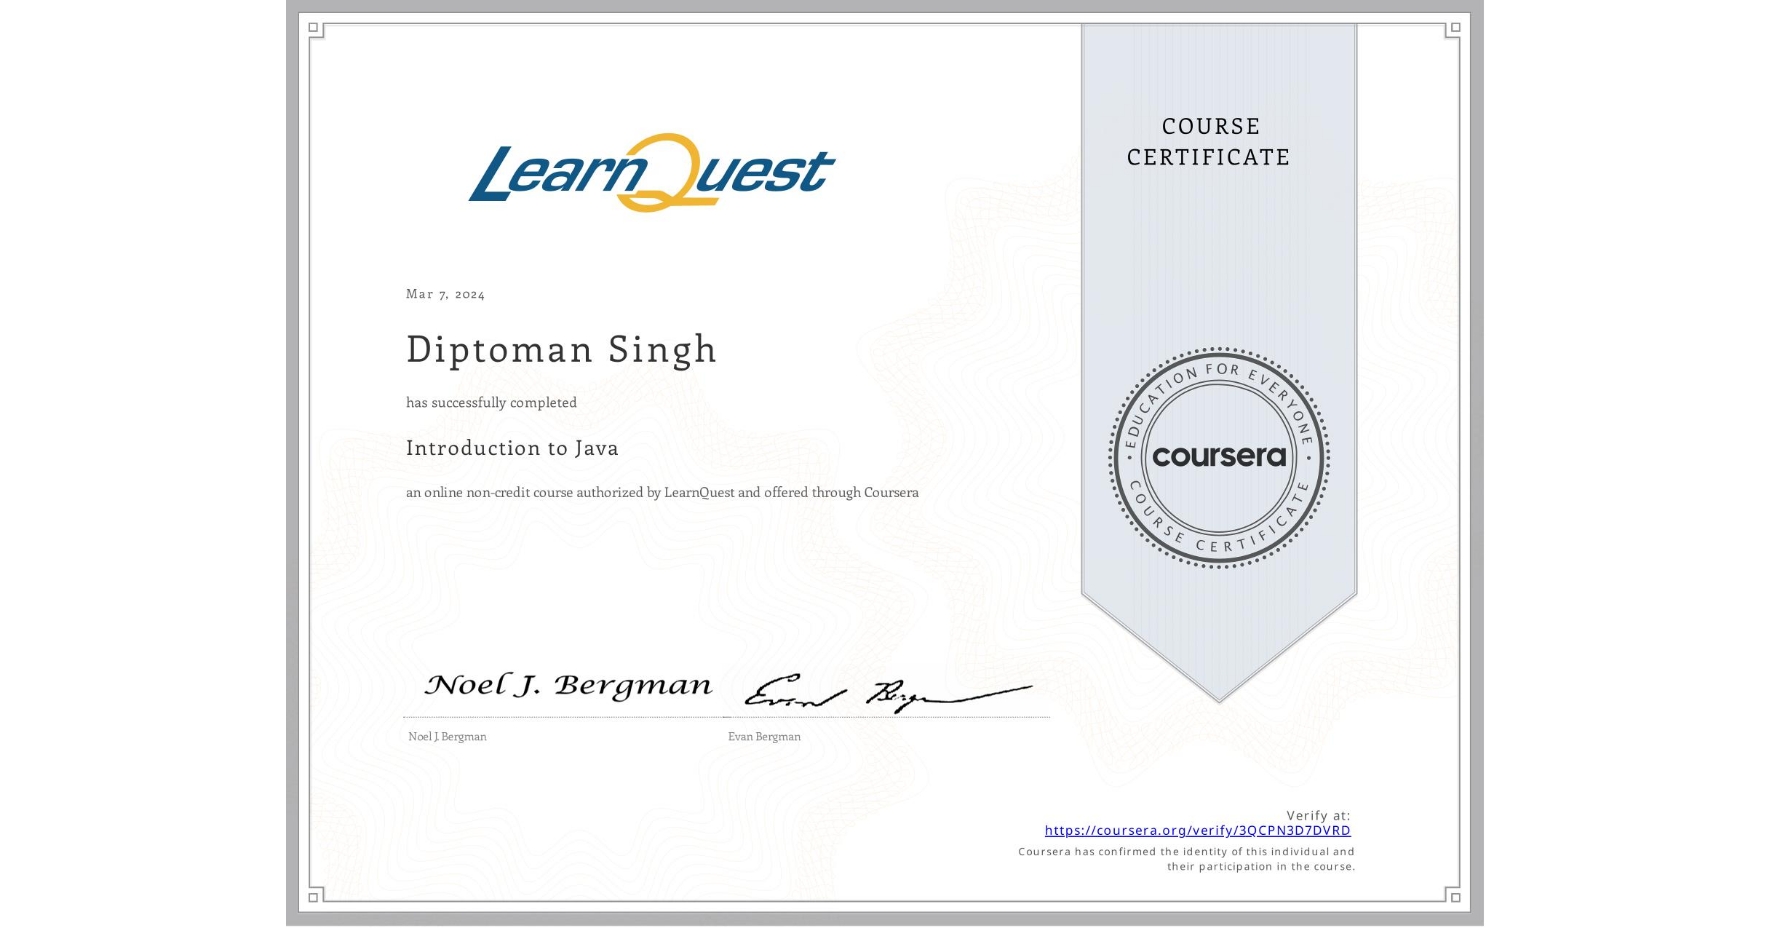 LearnQuest
COURSE
CERTIFICATE
Mar 7, 2024
Diptoman Singh
has successfully completed
Introduction to Java
an online non-credit course authorized by LearnQuest and offered through Coursera
EDUCATION FOR EVERYONE
coursera
COURSE CERTIFICATE
Noel J. Bergman
Evan Bergman
Noel J. Bergman
Evan Bergman
Verify at:
https://coursera.org/verify/3QCPN3D7DVRD
Coursera has confirmed the identity of this individual and
their participation in the course.